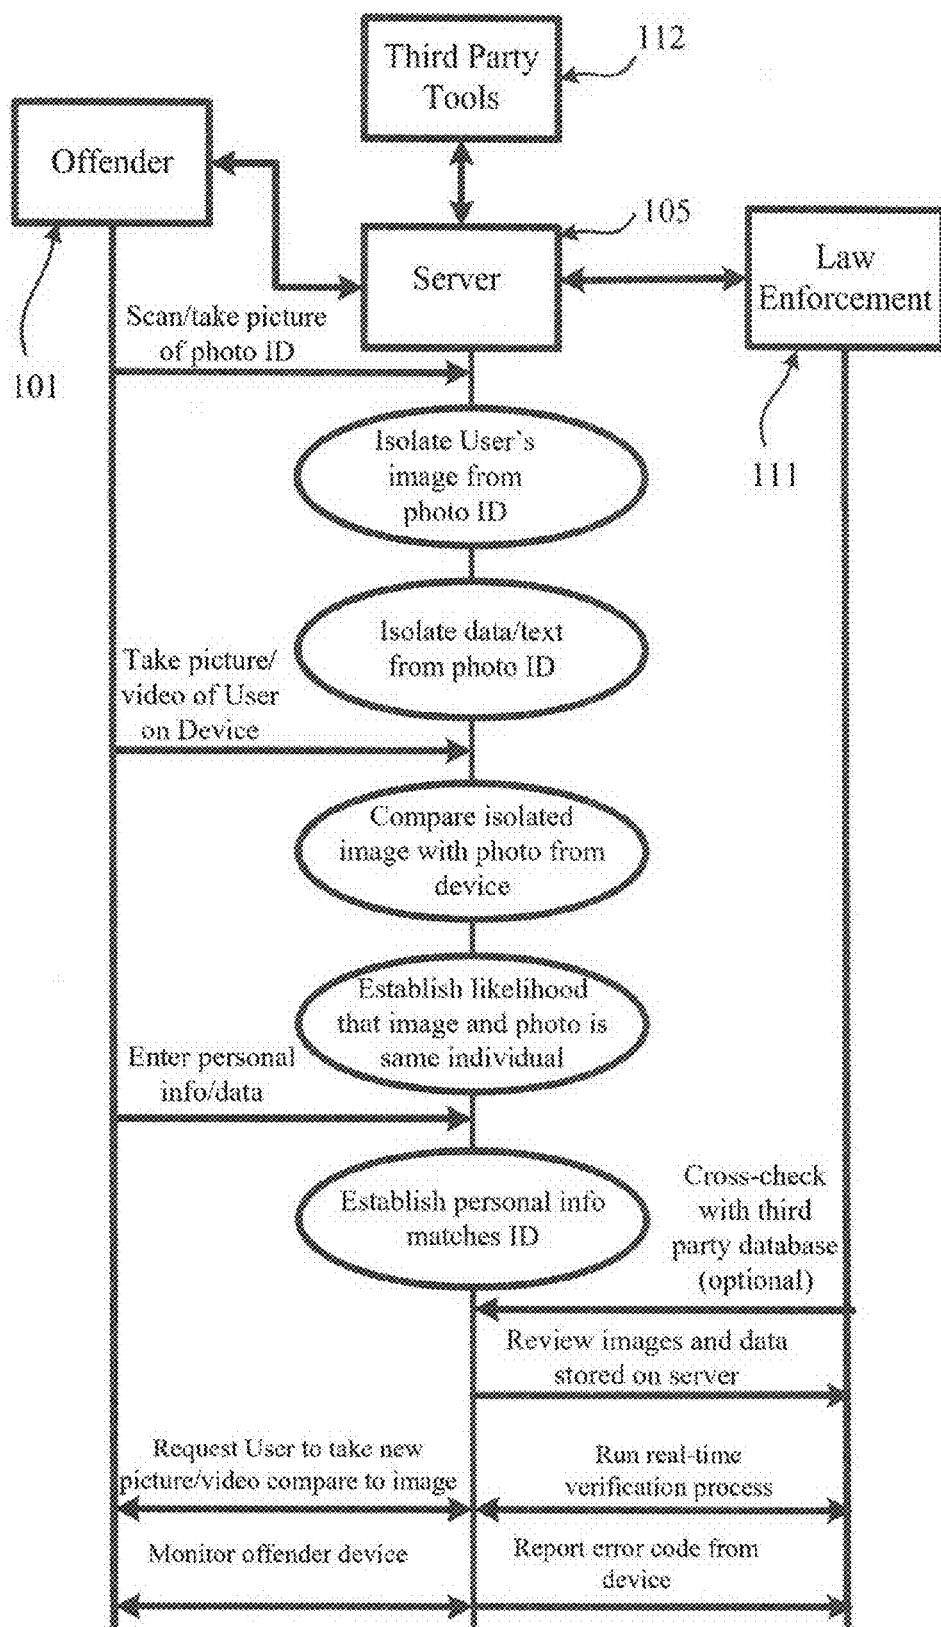 Third Party
Tools
112
Offender
Server
105
Law
Enforcement
101
111
Scan/take picture
of photo ID
Isolate User`s
image from
photo ID
Isolate data/text
from photo ID
Take picture/
video of User
on Device
Compare isolated
image with photo from
device
Establish likelihood
that image and photo is
same individual
Enter personal
info/data
Establish personal info
matches ID
Cross-check
with third
party database
(optional)
Review images and data
stored on server
Request User to take new
picture/video compare to image
Run real-time
verification process
Monitor offender device
Report error code from
device